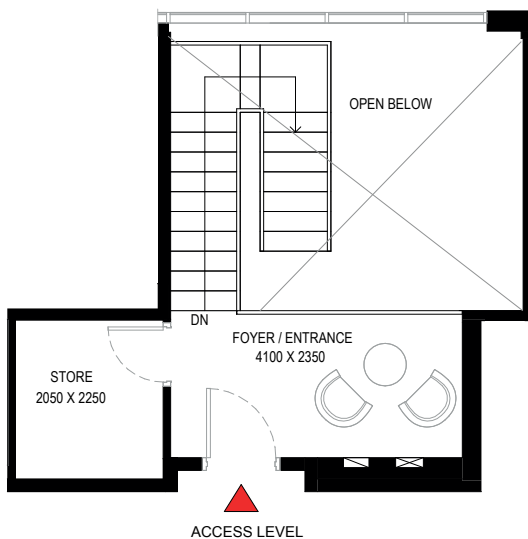 OPEN BELOW
DN
FOYER / ENTRANCE
4100 X 2350
STORE
2050 X 2250
ACCESS LEVEL